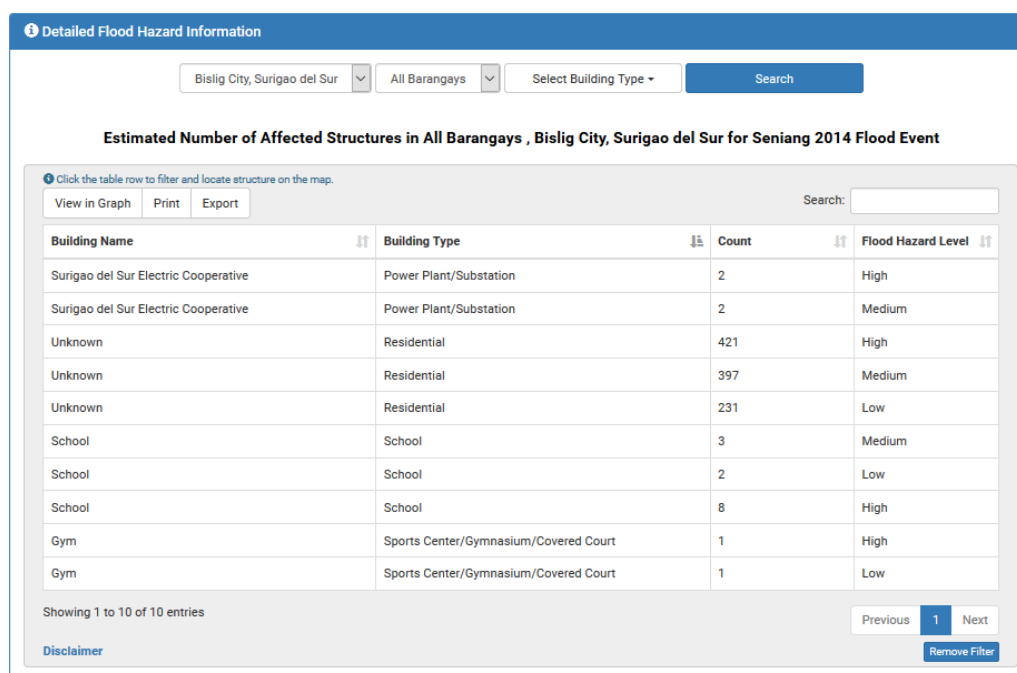 Detailed Flood Hazard Information
Bislig City, Surigao del Sur All Barangays Select Building Type Search
Estimated Number of Affected Structures in All Barangays , Bislig City, Surigao del Sur for Seniang 2014 Flood Event
Click the table row to filter and locate structure on the map.
View in Graph Print Export Search:
Building Name Building Type Count Flood Hazard Level
Surigao del Sur Electric Cooperative Power Plant/Substation 2 High
Surigao del Sur Electric Cooperative Power Plant/Substation 2 Medium
Unknown Residential 421 High
Unknown Residential 397 Medium
Unknown Residential 231 Low
School School 3 Medium
School School 2 Low
School School 8 High
Gym Sports Center/Gymnasium/Covered Court 1 High
Gym Sports Center/Gymnasium/Covered Court 1 Low
Showing 1 to 10 of 10 entries Previous 1 Next
Disclaimer Remove Filter